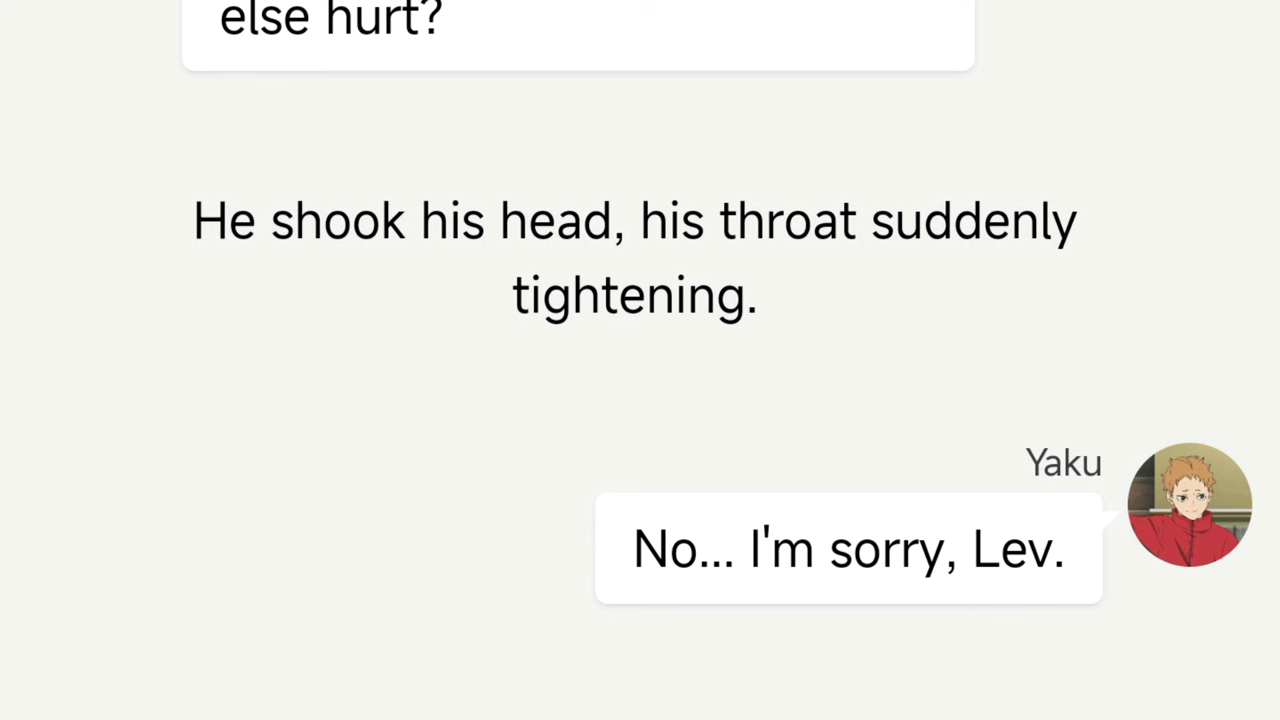 else hurt?
He shook his head, his throat suddenly
tightening.
Yaku
No... I'm sorry, Lev.